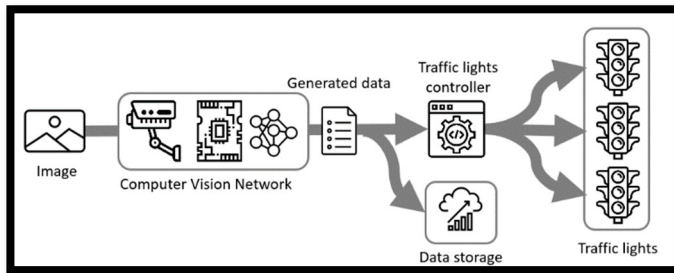 Generated data
Traffic lights
controller
Image
Computer Vision Network
Data storage
Traffic lights